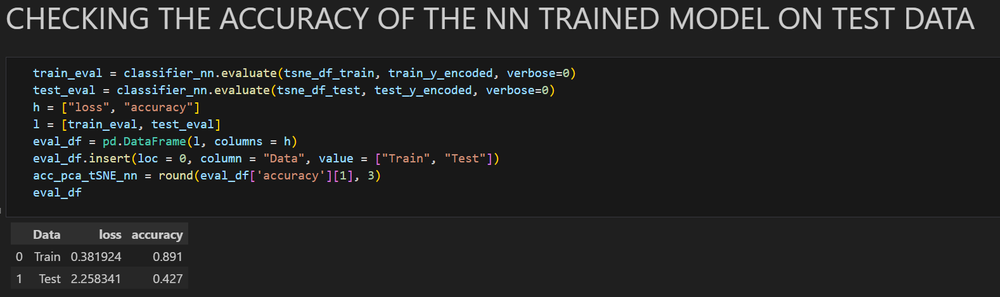 CHECKING THE ACCURACY OF THE NN TRAINED MODEL ON TEST DATA
train_eval = classifier_nn.evaluate(tsne_df_train, train_y_encoded, verbose=0)
test_eval = classifier_nn.evaluate(tsne_df_test, test_y_encoded, verbose=0)
h = ["loss", "accuracy"]
l = [train_eval, test_eval]
eval_df = pd.DataFrame(l, columns = h)
eval_df.insert(loc = 0, column = "Data", value = ["Train", "Test"])
acc_pca_tSNE_nn = round(eval_df['accuracy'][1], 3)
eval_df
Data loss accuracy
0 Train 0.381924 0.891
1 Test 2.258341 0.427